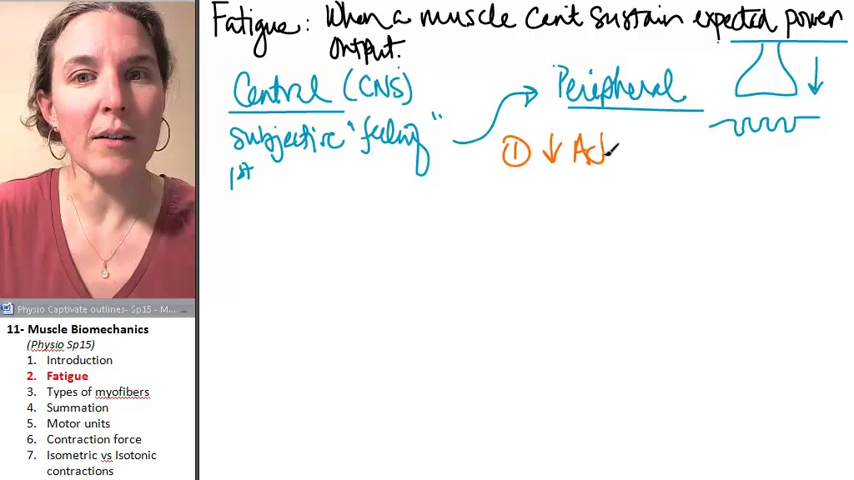 Fatigue: When a muscle can't sustain expected power
output.
Central (CNS)
Peripheral
subjective "feeling"
1st
① ↓ Ach
Physio Captivate outlines- Sp15 - M...
11- Muscle Biomechanics
(Physio Sp15)
1. Introduction
2. Fatigue
3. Types of myofibers
4. Summation
5. Motor units
6. Contraction force
7. Isometric vs Isotonic
contractions